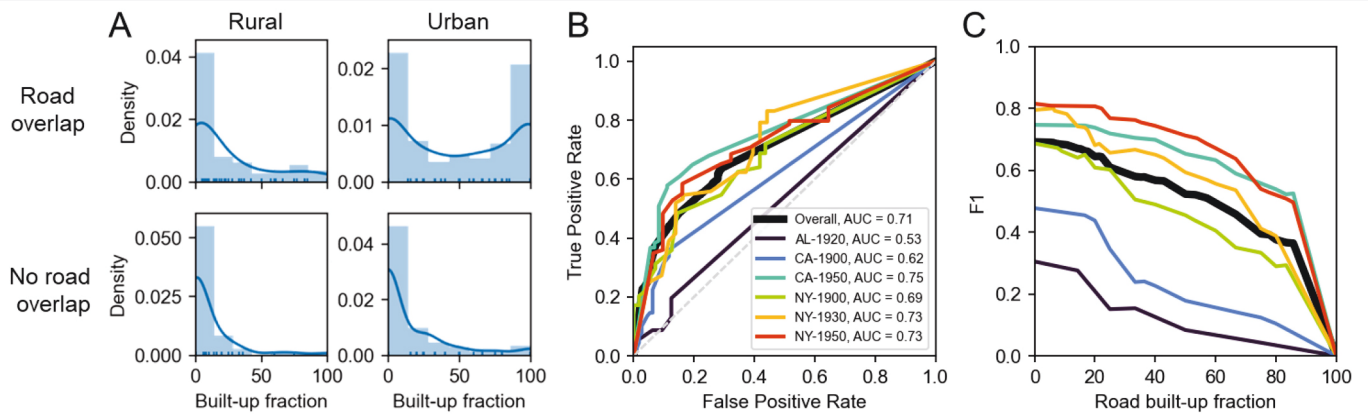 A
Rural
Urban
B
C
Road
overlap
Density
0.04
0.02
0.00
0.02
0.01
0.00
No road
overlap
Density
0.050
0.025
0.000
0.04
0.02
0.00
0
50
100
0
50
100
Built-up fraction
Built-up fraction
True Positive Rate
1.0
0.8
0.6
0.4
0.2
0.0
Overall, AUC = 0.71
AL-1920, AUC = 0.53
CA-1900, AUC = 0.62
CA-1950, AUC = 0.75
NY-1900, AUC = 0.69
NY-1930, AUC = 0.73
NY-1950, AUC = 0.73
0.0
0.2
0.4
0.6
0.8
1.0
False Positive Rate
F1
1.0
0.8
0.6
0.4
0.2
0.0
0
20
40
60
80
100
Road built-up fraction